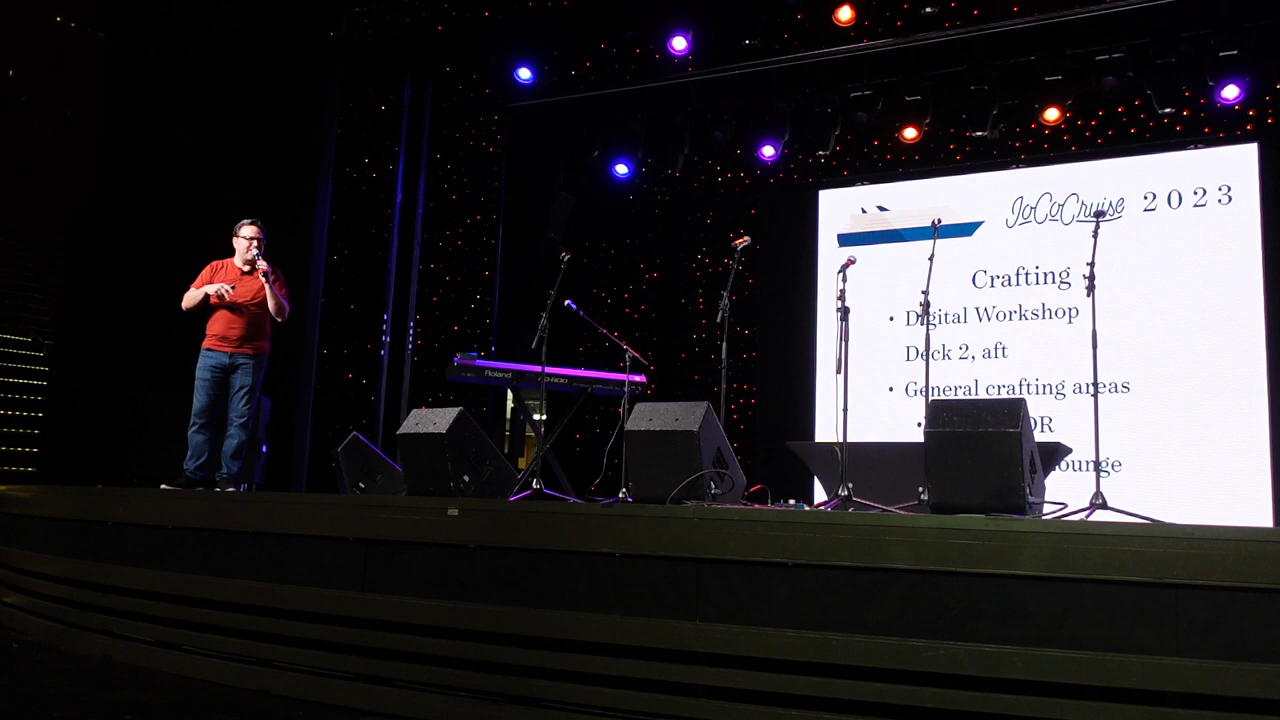 JoCoCruise 2023
Crafting
• Digital Workshop
Deck 2, aft
• General crafting areas
Roland